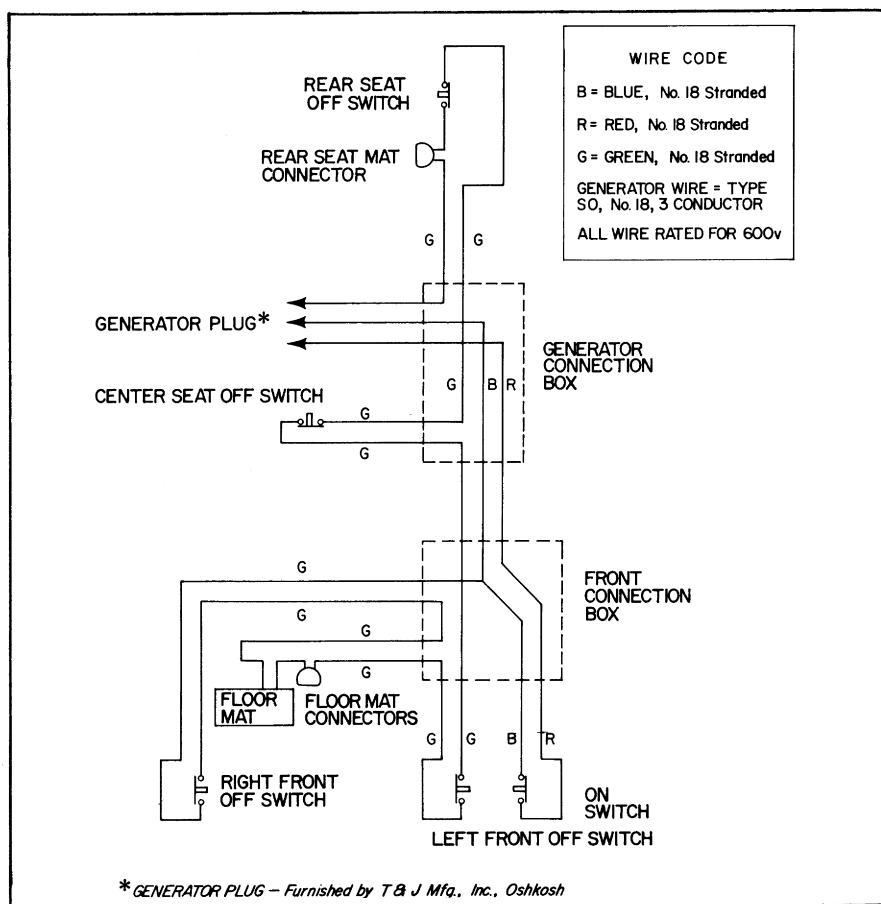 WIRE CODE
B = BLUE, No. 18 Stranded
R = RED, No. 18 Stranded
G = GREEN, No. 18 Stranded
GENERATOR WIRE = TYPE
SO, No. 18, 3 CONDUCTOR
ALL WIRE RATED FOR 600v
REAR SEAT
OFF SWITCH
REAR SEAT MAT
CONNECTOR
G G
GENERATOR PLUG*
GENERATOR
CONNECTION
BOX
G B R
CENTER SEAT OFF SWITCH
G
G
G
FRONT
CONNECTION
BOX
G
G
G
FLOOR
MAT
FLOOR MAT
CONNECTORS
G G B R
RIGHT FRONT
OFF SWITCH
ON
SWITCH
LEFT FRONT OFF SWITCH
* GENERATOR PLUG – Furnished by T & J Mfg., Inc., Oshkosh